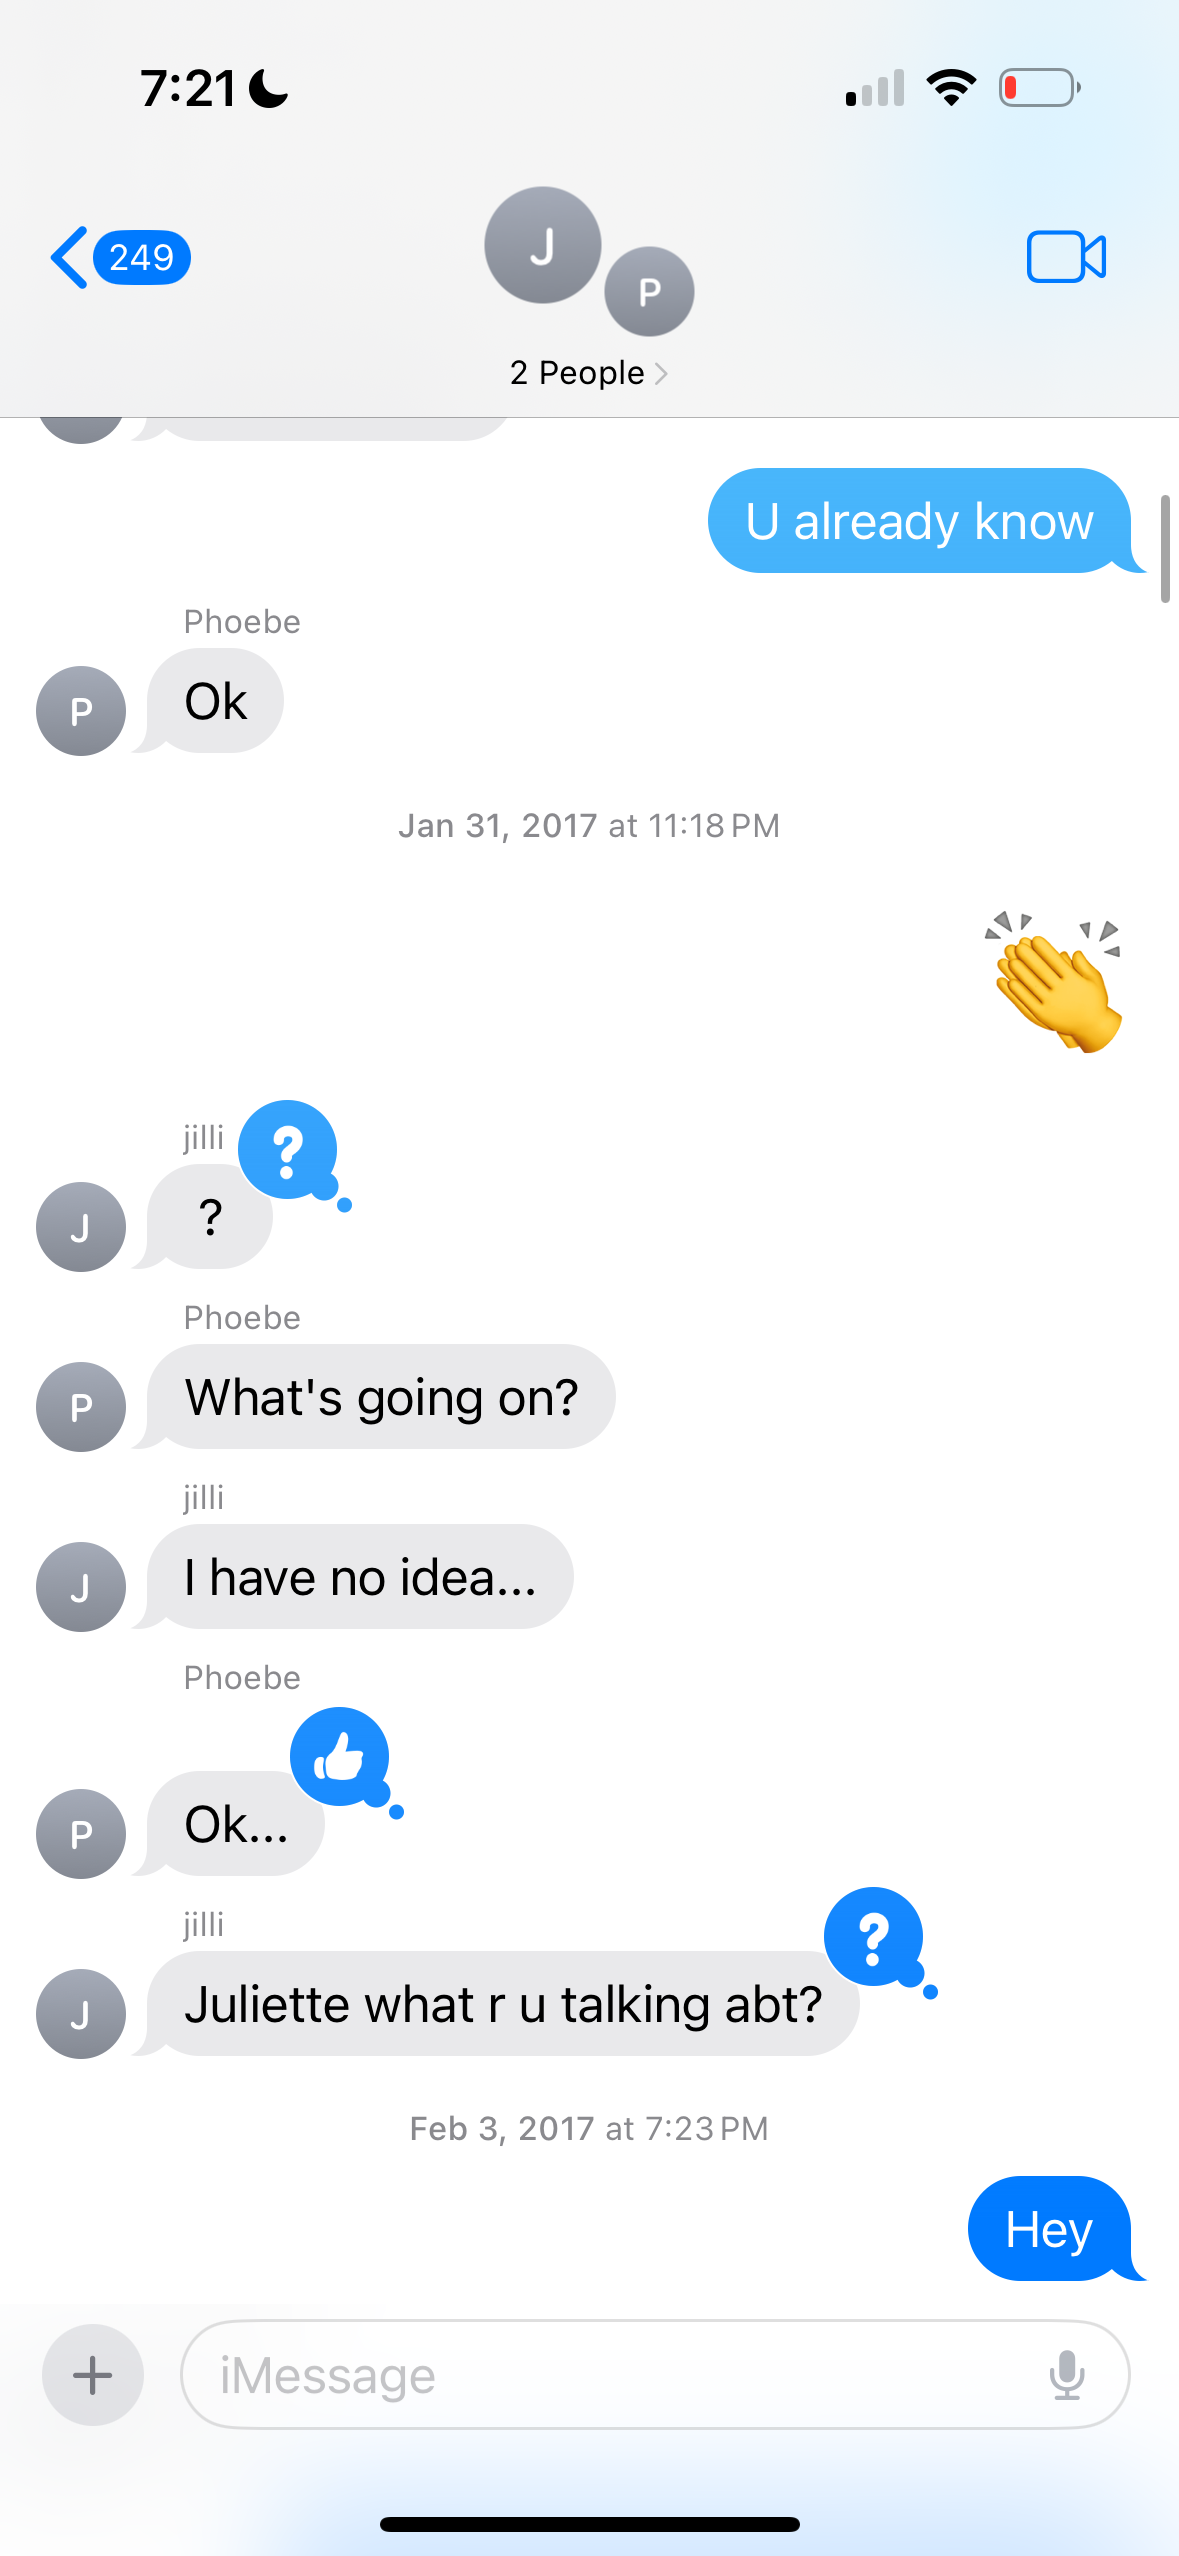 7:21
249
J
P
2 People
U already know
Phoebe
P
Ok
Jan 31, 2017 at 11:18 PM
👏
jilli
?
J
?
Phoebe
P
What's going on?
jilli
J
I have no idea...
Phoebe
P
Ok...
jilli
?
J
Juliette what r u talking abt?
Feb 3, 2017 at 7:23 PM
Hey
iMessage